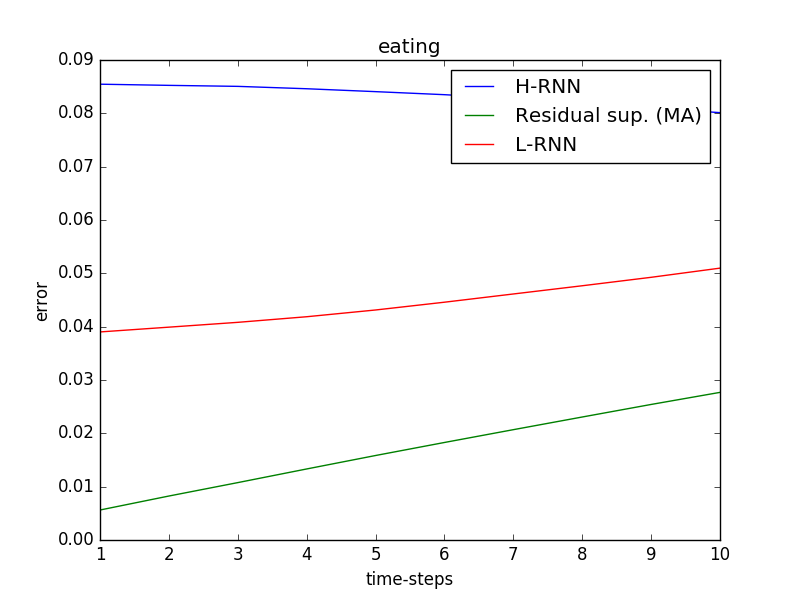 eating
0.09
0.08
0.07
0.06
0.05
0.04
0.03
0.02
0.01
0.00
error
H-RNN
Residual sup. (MA)
L-RNN
1 2 3 4 5 6 7 8 9 10
time-steps